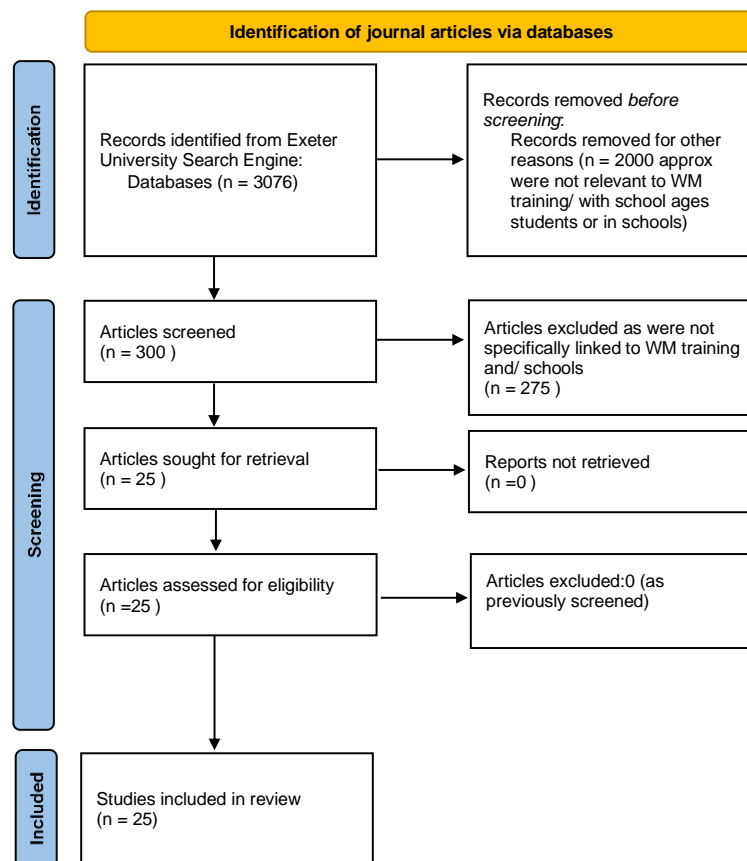 Identification of journal articles via databases
Identification
Records identified from Exeter
University Search Engine:
Databases (n = 3076)
Records removed before
screening:
Records removed for other
reasons (n = 2000 approx
were not relevant to WM
training/ with school ages
students or in schools)
Screening
Articles screened
(n = 300 )
Articles excluded as were not
specifically linked to WM training
and/ schools
(n = 275 )
Articles sought for retrieval
(n = 25 )
Reports not retrieved
(n =0 )
Articles assessed for eligibility
(n =25 )
Articles excluded:0 (as
previously screened)
Included
Studies included in review
(n = 25)